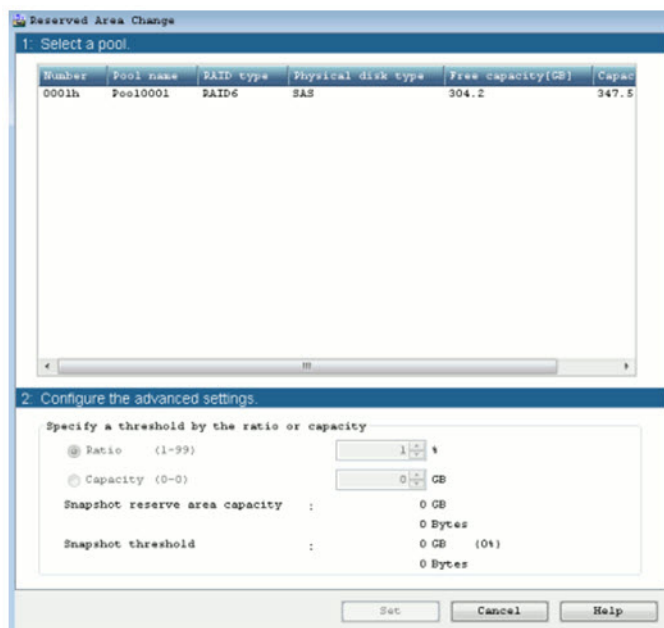 Reserved Area Change
1: Select a pool.
Number Pool name RAID type Physical disk type Free capacity[GB] Capac
0001h Pool0001 RAID6 SAS 304.2 347.5
2: Configure the advanced settings.
Specify a threshold by the ratio or capacity
Ratio (1-99) 1 %
Capacity (0-0) 0 GB
Snapshot reserve area capacity : 0 GB
0 Bytes
Snapshot threshold : 0 GB (0%)
0 Bytes
Set Cancel Help